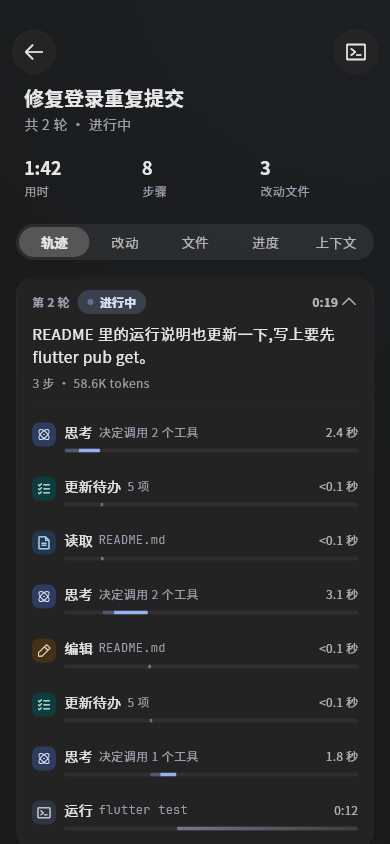 修复登录重复提交
共 2 轮 · 进行中
1:42
8
3
用时
步骤
改动文件
轨迹
改动
文件
进度
上下文
第 2 轮
进行中
0:19
README 里的运行说明也更新一下,写上要先
flutter pub get。
3 步 · 58.6K tokens
思考 决定调用 2 个工具 2.4 秒
更新待办 5 项 <0.1 秒
读取 README.md <0.1 秒
思考 决定调用 2 个工具 3.1 秒
编辑 README.md <0.1 秒
更新待办 5 项 <0.1 秒
思考 决定调用 1 个工具 1.8 秒
运行 flutter test 0:12